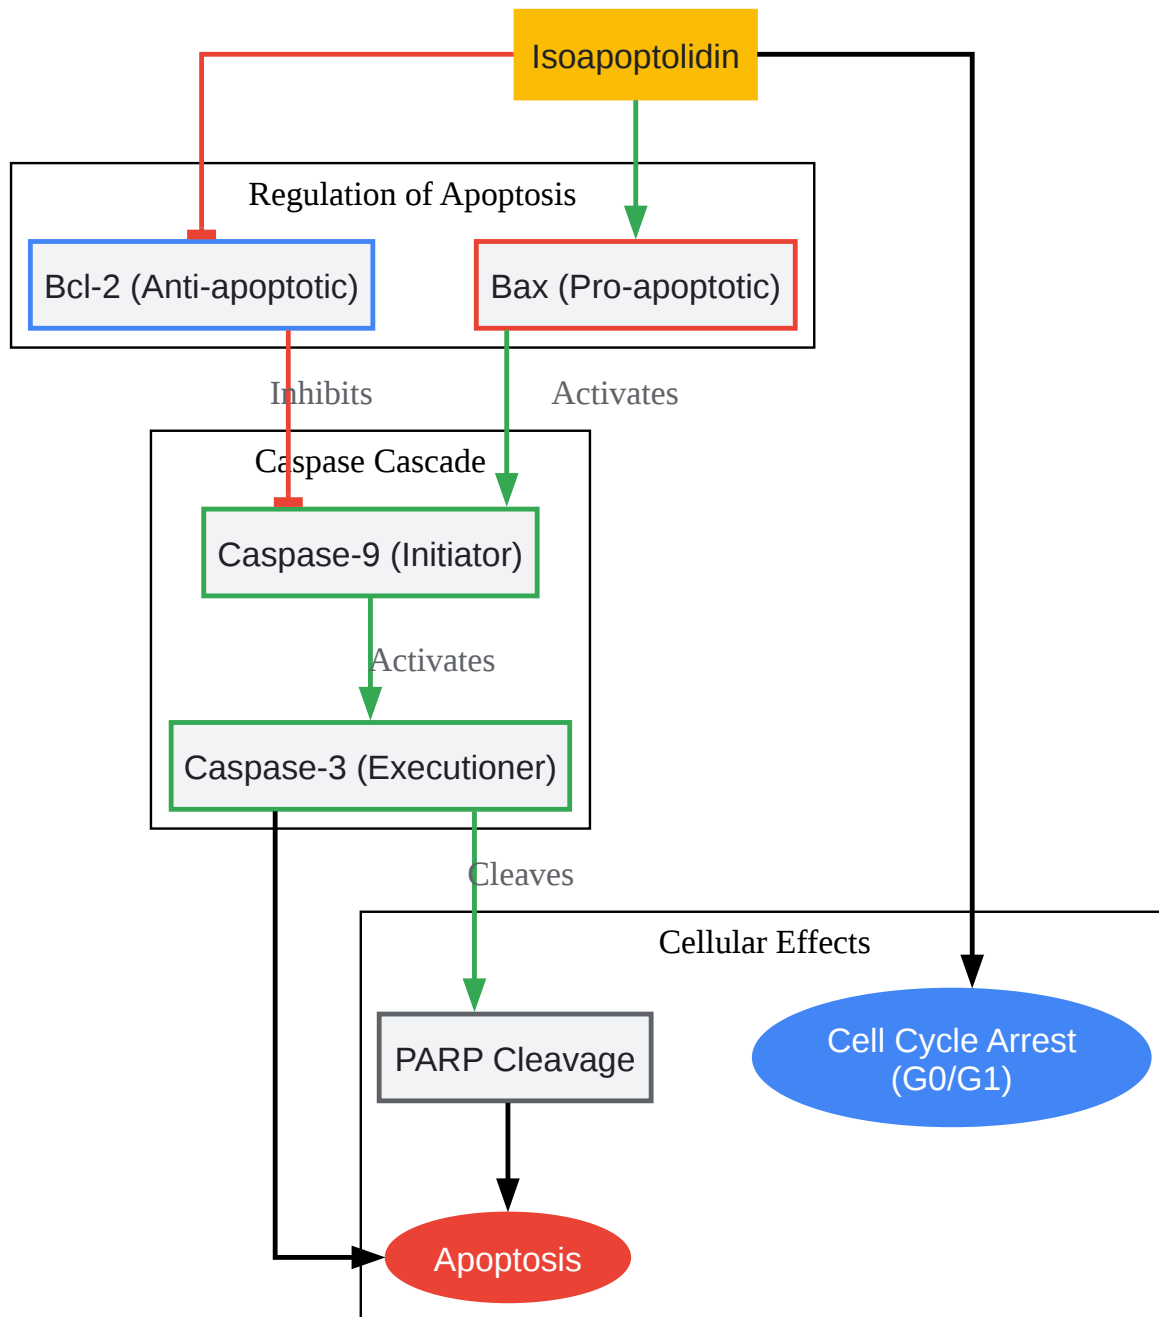 Isoapoptolidin
Regulation of Apoptosis
Bcl-2 (Anti-apoptotic)
Bax (Pro-apoptotic)
Inhibits
Activates
Caspase Cascade
Caspase-9 (Initiator)
Activates
Caspase-3 (Executioner)
Cleaves
Cellular Effects
PARP Cleavage
Cell Cycle Arrest
(G0/G1)
Apoptosis